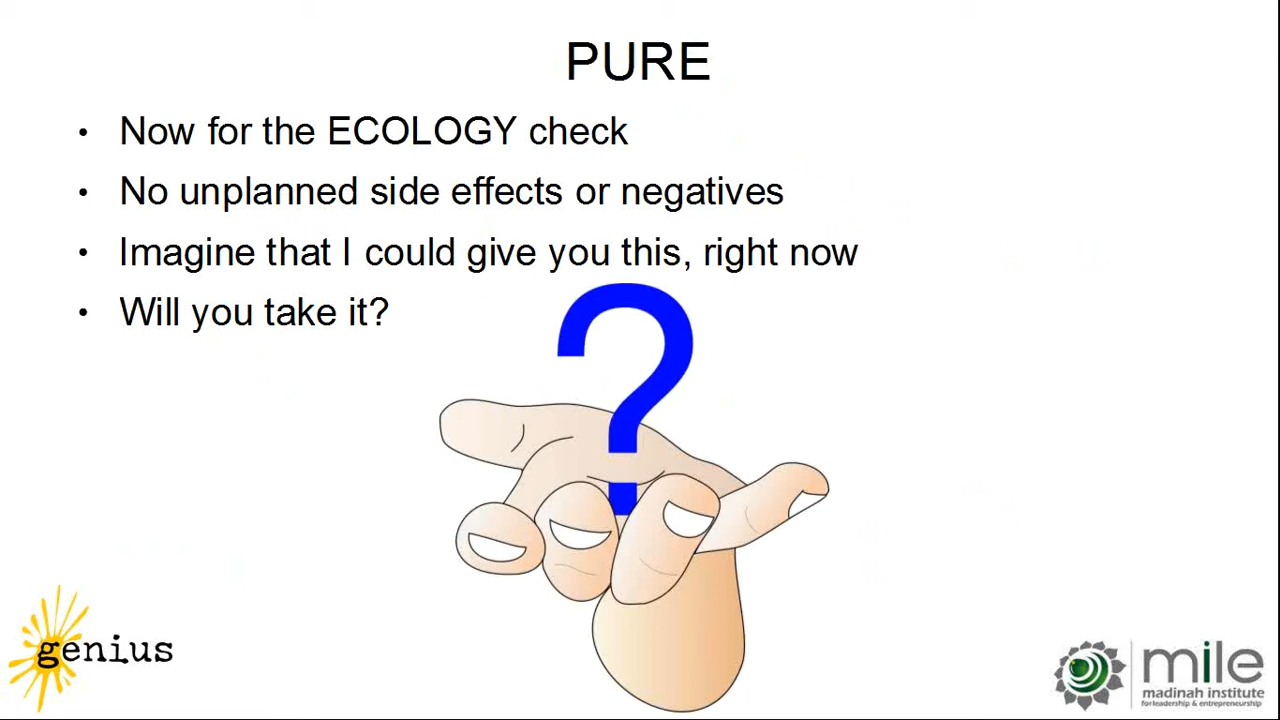 PURE
• Now for the ECOLOGY check
• No unplanned side effects or negatives
• Imagine that I could give you this, right now
• Will you take it?
?
genius
mile
madinah institute
for leadership & entrepreneurship